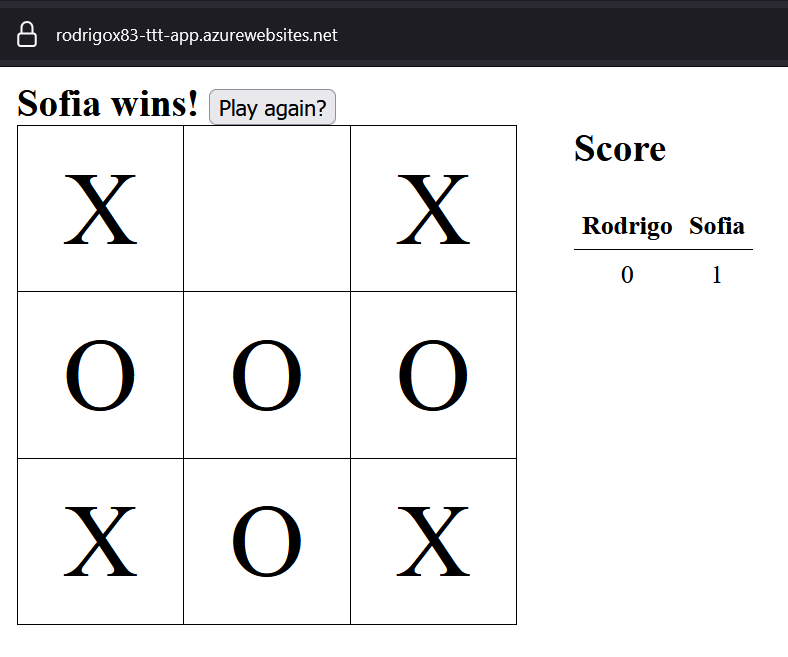 rodrigox83-ttt-app.azurewebsites.net
Sofia wins! Play again?
X X
O O O
X O X
Score
Rodrigo Sofia
0 1